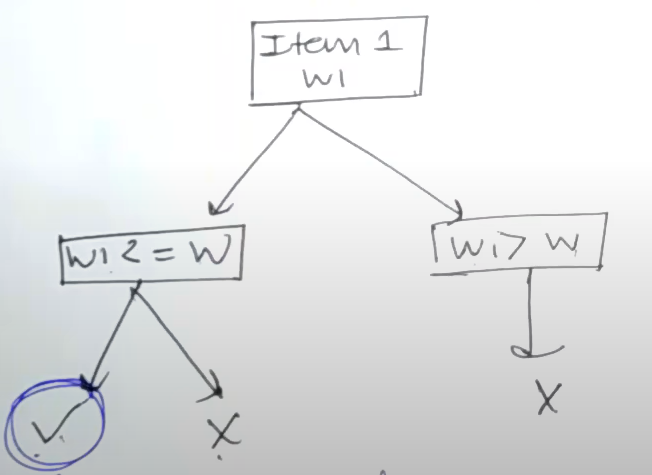 Item 1
W1
W1 <= W
W1 > W
✓ X
X